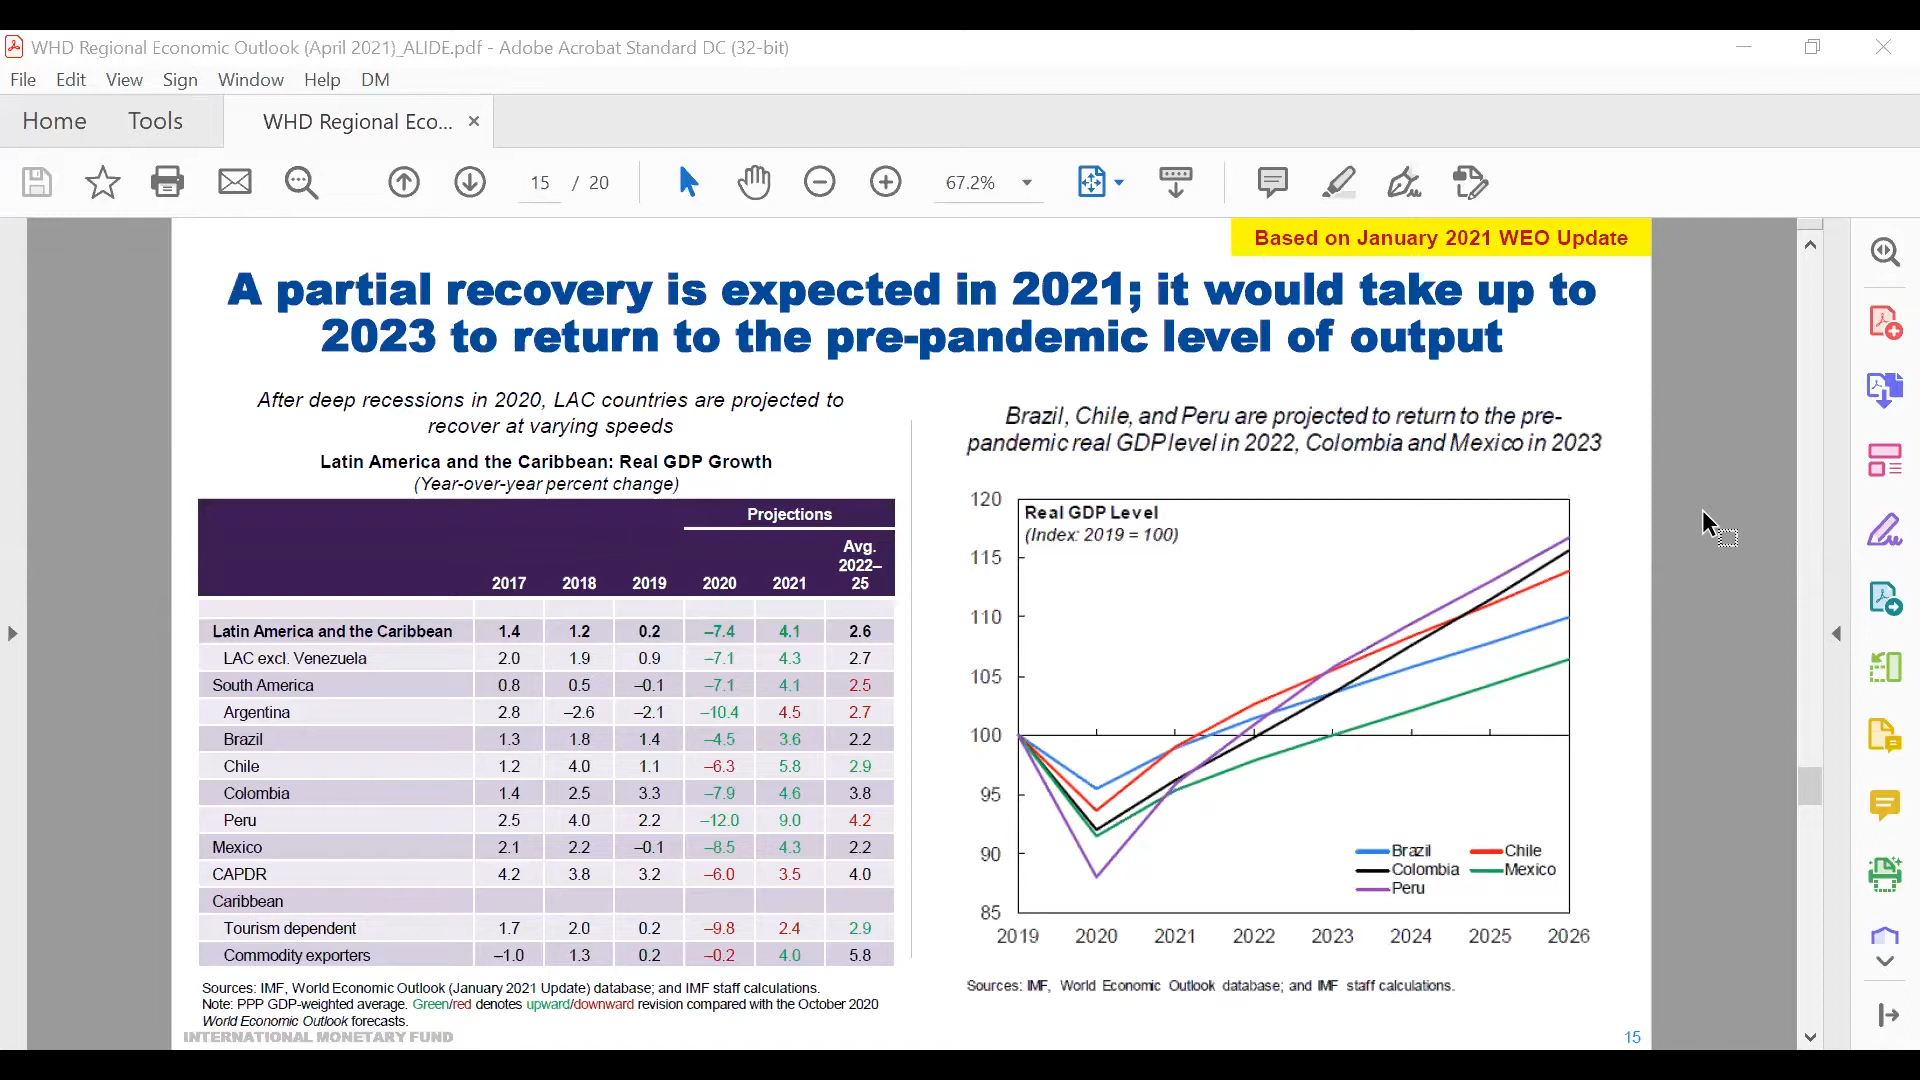 WHD Regional Economic Outlook (April 2021)_ALIDE.pdf - Adobe Acrobat Standard DC (32-bit)
File Edit View Sign Window Help DM
Home Tools WHD Regional Eco... ×
15 / 20 67.2%
Based on January 2021 WEO Update
A partial recovery is expected in 2021; it would take up to
2023 to return to the pre-pandemic level of output
After deep recessions in 2020, LAC countries are projected to
recover at varying speeds
Latin America and the Caribbean: Real GDP Growth
(Year-over-year percent change)
Projections
2017 2018 2019 2020 2021 Avg. 2022–25
Latin America and the Caribbean 1.4 1.2 0.2 –7.4 4.1 2.6
LAC excl. Venezuela 2.0 1.9 0.9 –7.1 4.3 2.7
South America 0.8 0.5 –0.1 –7.1 4.1 2.5
Argentina 2.8 –2.6 –2.1 –10.4 4.5 2.7
Brazil 1.3 1.8 1.4 –4.5 3.6 2.2
Chile 1.2 4.0 1.1 –6.3 5.8 2.9
Colombia 1.4 2.5 3.3 –7.9 4.6 3.8
Peru 2.5 4.0 2.2 –12.0 9.0 4.2
Mexico 2.1 2.2 –0.1 –8.5 4.3 2.2
CAPDR 4.2 3.8 3.2 –6.0 3.5 4.0
Caribbean
Tourism dependent 1.7 2.0 0.2 –9.8 2.4 2.9
Commodity exporters –1.0 1.3 0.2 –0.2 4.0 5.8
Sources: IMF, World Economic Outlook (January 2021 Update) database; and IMF staff calculations.
Note: PPP GDP-weighted average. Green/red denotes upward/downward revision compared with the October 2020
World Economic Outlook forecasts.
INTERNATIONAL MONETARY FUND
Brazil, Chile, and Peru are projected to return to the pre-
pandemic real GDP level in 2022, Colombia and Mexico in 2023
Real GDP Level
(Index: 2019 = 100)
120
115
110
105
100
95
90
85
Brazil Chile
Colombia Mexico
Peru
2019 2020 2021 2022 2023 2024 2025 2026
Sources: IMF, World Economic Outlook database; and IMF staff calculations.
15